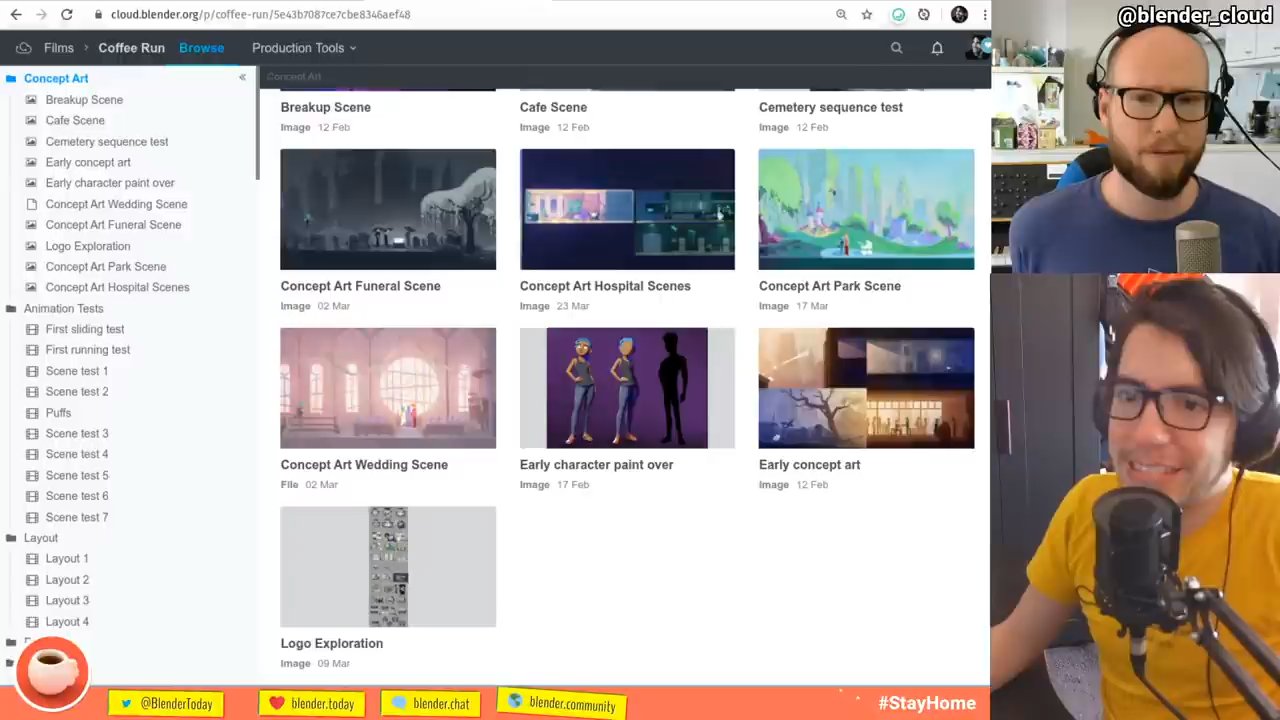 cloud.blender.org/p/coffee-run/5e43b7087ce7cbe8346aef48
@blender_cloud
Films > Coffee Run Browse Production Tools
Concept Art
Breakup Scene
Cafe Scene
Cemetery sequence test
Early concept art
Early character paint over
Concept Art Wedding Scene
Concept Art Funeral Scene
Logo Exploration
Concept Art Park Scene
Concept Art Hospital Scenes
Animation Tests
First sliding test
First running test
Scene test 1
Scene test 2
Puffs
Scene test 3
Scene test 4
Scene test 5
Scene test 6
Scene test 7
Layout
Layout 1
Layout 2
Layout 3
Layout 4
Concept Art
Breakup Scene Cafe Scene Cemetery sequence test
Image 12 Feb Image 12 Feb Image 12 Feb
Concept Art Funeral Scene Concept Art Hospital Scenes Concept Art Park Scene
Image 02 Mar Image 23 Mar Image 17 Mar
Concept Art Wedding Scene Early character paint over Early concept art
File 02 Mar Image 17 Feb Image 12 Feb
Logo Exploration
Image 09 Mar
@BlenderToday blender.today blender.chat blender.community #StayHome